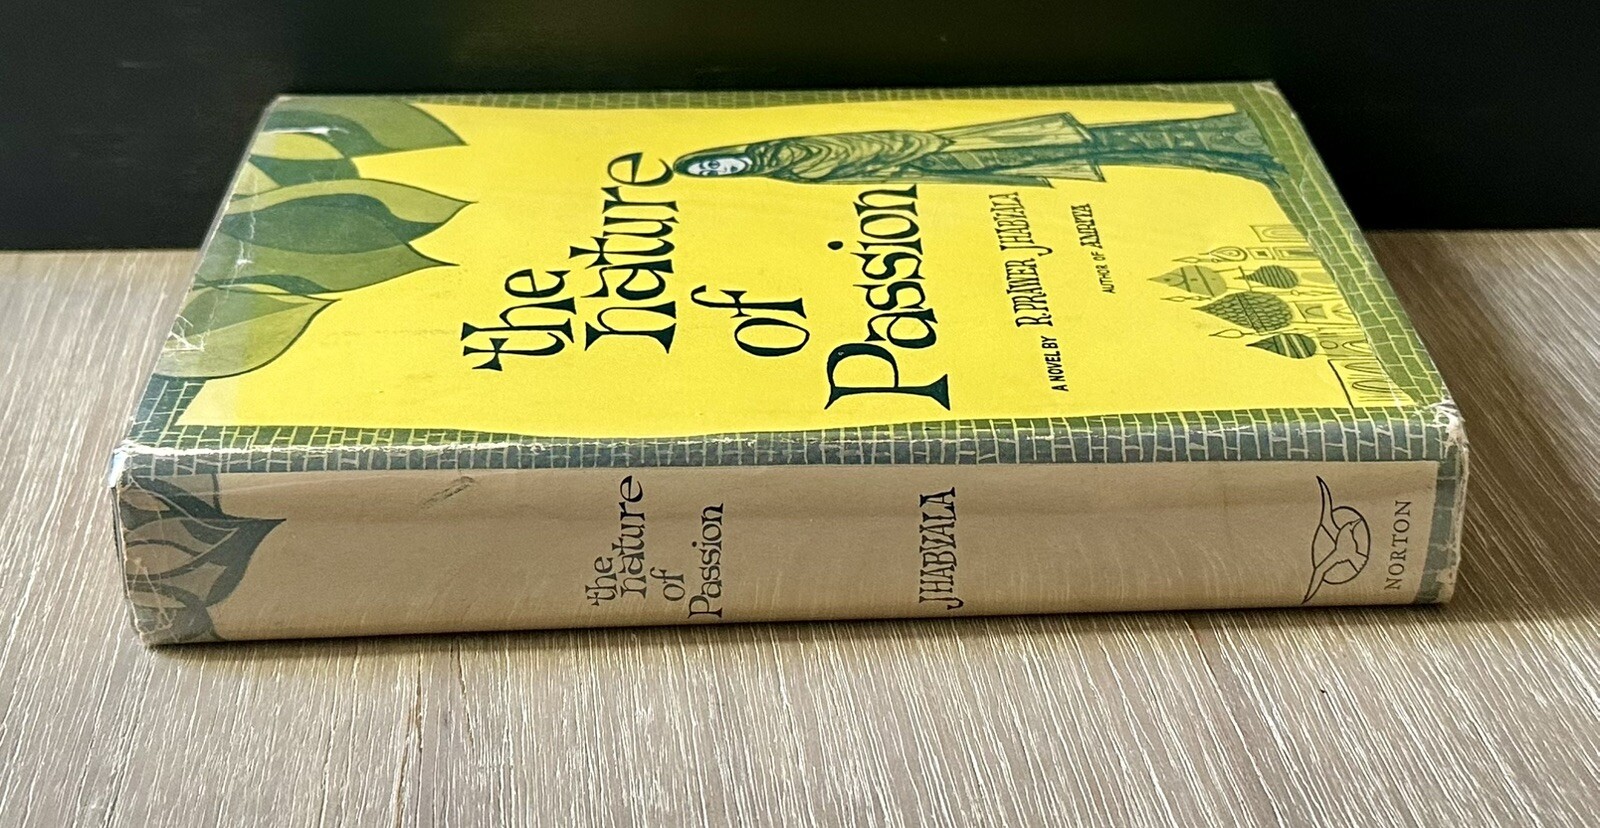 the
nature
of
Passion
A NOVEL BY R. PRAWER JHABVALA
AUTHOR OF AMRITA
the
nature
of
Passion
JHABVALA
NORTON